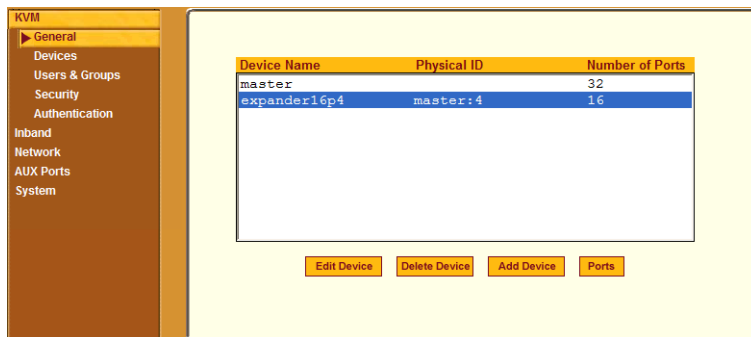 KVM
General
Devices
Users & Groups
Security
Authentication
Inband
Network
AUX Ports
System
Device Name Physical ID Number of Ports
master 32
expander16p4 master:4 16
Edit Device Delete Device Add Device Ports